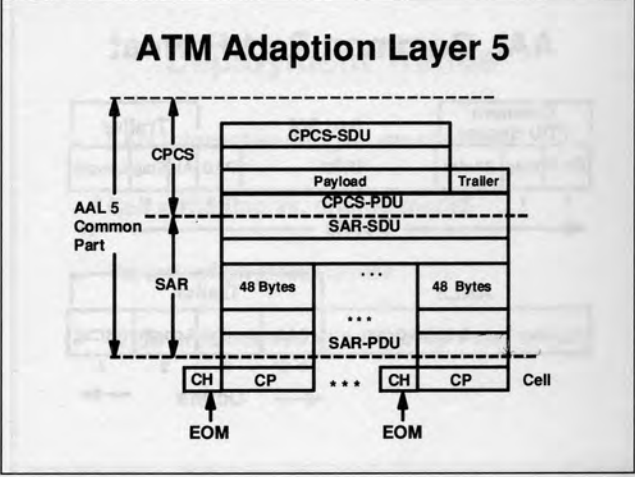 ATM Adaption Layer 5
CPCS-SDU
CPCS
Payload Trailer
CPCS-PDU
AAL 5
Common
Part
SAR-SDU
SAR
48 Bytes ... 48 Bytes
***
SAR-PDU
CH CP *** CH CP Cell
EOM EOM